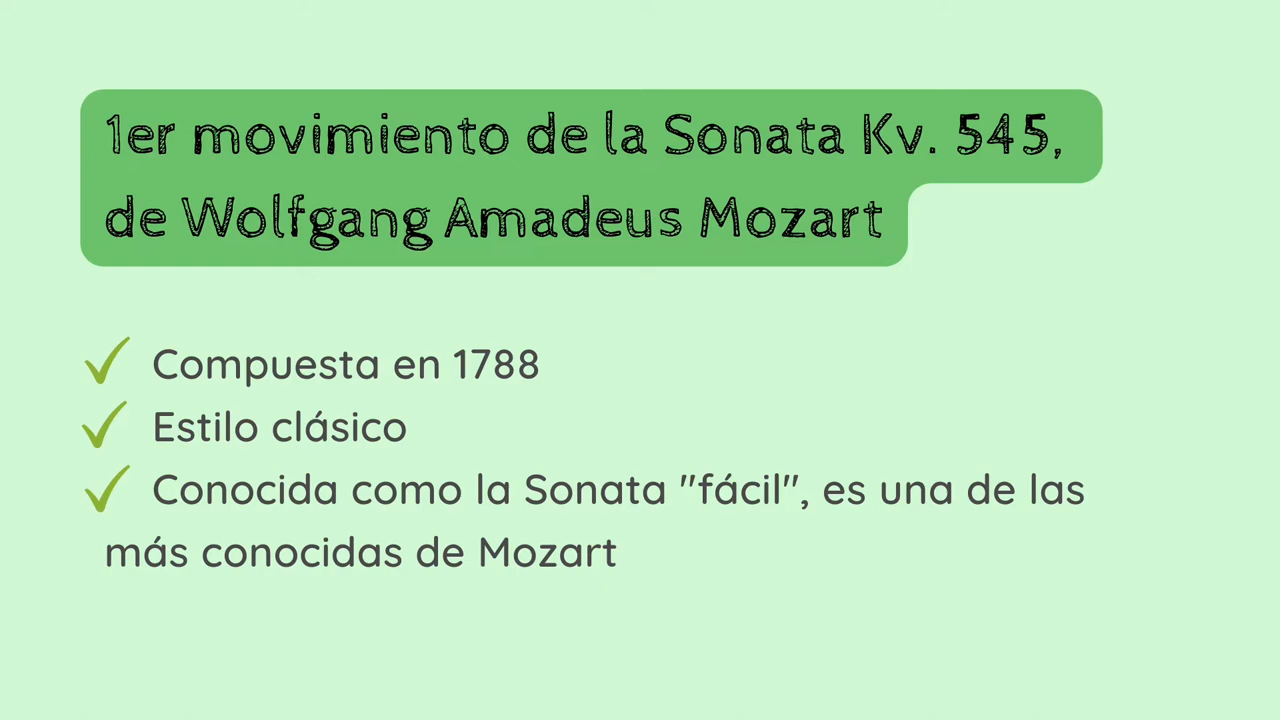 1er movimiento de la Sonata Kv. 545,
de Wolfgang Amadeus Mozart
Compuesta en 1788
Estilo clásico
Conocida como la Sonata "fácil", es una de las
más conocidas de Mozart